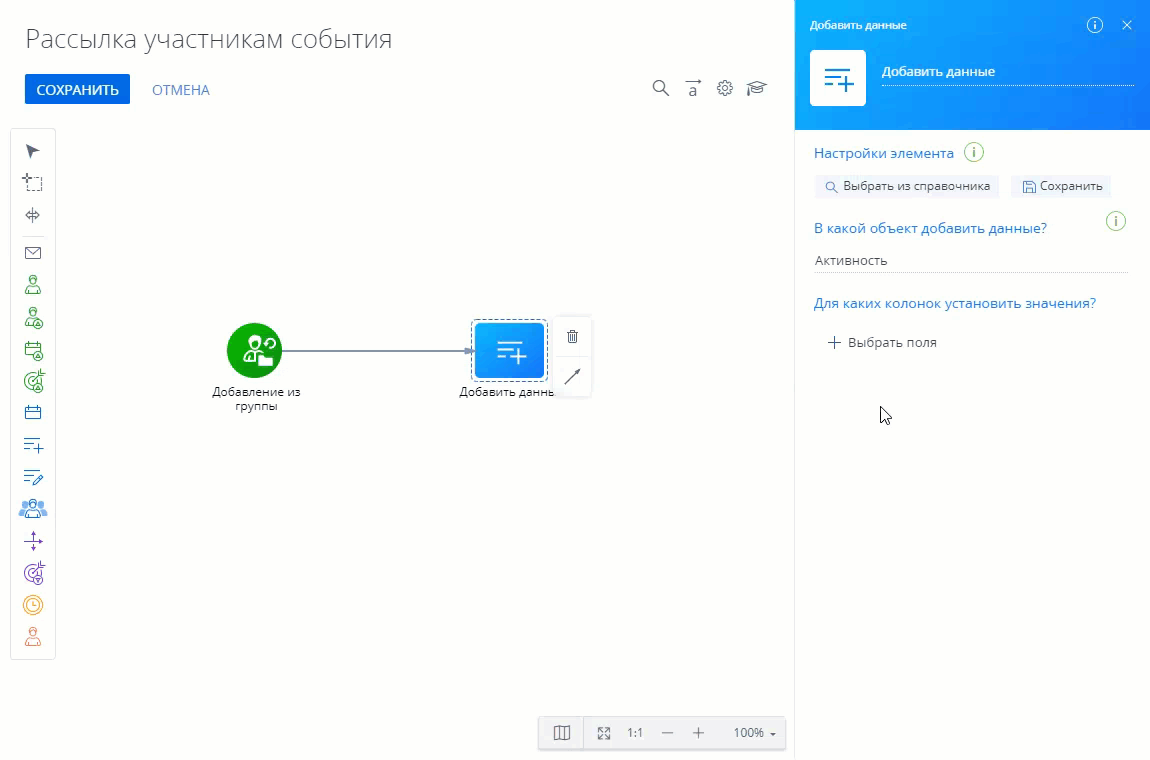 Рассылка участникам события
СОХРАНИТЬ
ОТМЕНА
a
Добавление из
группы
Добавить данны
1:1
100%
Добавить данные
Добавить данные
Настройки элемента
Выбрать из справочника
Сохранить
В какой объект добавить данные?
Активность
Для каких колонок установить значения?
Выбрать поля